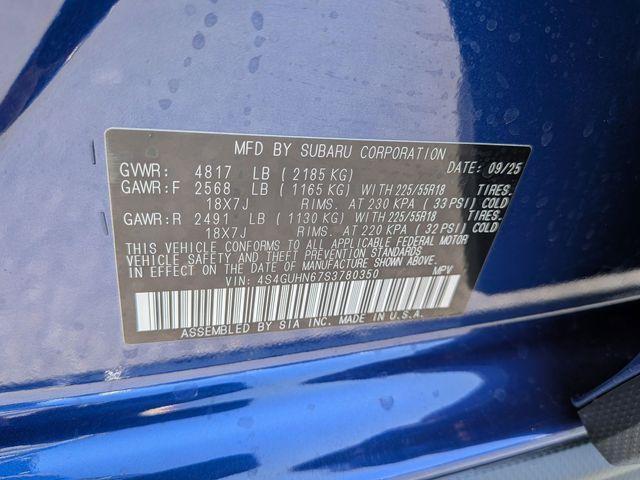 MFD BY SUBARU CORPORATION
GVWR: 4817 LB (2185 KG) DATE: 09/25
GAWR:F 2568 LB (1165 KG) WITH 225/55R18 TIRES.
18X7J RIMS. AT 230 KPA (33 PSI) COLD
GAWR:R 2491 LB (1130 KG) WITH 225/55R18 TIRES.
18X7J RIMS. AT 220 KPA (32 PSI) COLD
THIS VEHICLE CONFORMS TO ALL APPLICABLE FEDERAL MOTOR
VEHICLE SAFETY AND BUMPER STANDARDS
IN EFFECT ON THE DATE OF MANUFACTURE SHOWN ABOVE.
VIN: 4S4GUHN67S3780350 MPV
ASSEMBLED BY SIA INC. MADE IN U.S.A.